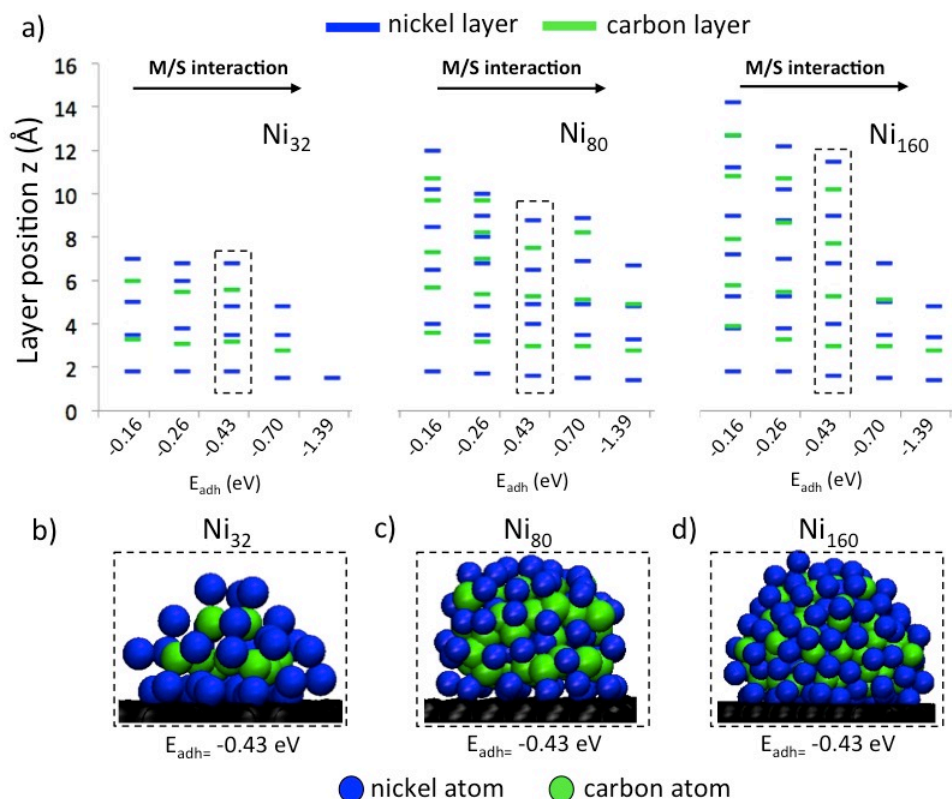 a)
nickel layer carbon layer
M/S interaction M/S interaction M/S interaction
Ni32 Ni80 Ni160
Layer position z (Å)
16
14
12
10
8
6
4
2
0
-0.16 -0.26 -0.43 -0.70 -1.39 -0.16 -0.26 -0.43 -0.70 -1.39 -0.16 -0.26 -0.43 -0.70 -1.39
Eadh (eV) Eadh (eV) Eadh (eV)
b) Ni32 c) Ni80 d) Ni160
Eadh= -0.43 eV Eadh= -0.43 eV Eadh= -0.43 eV
nickel atom carbon atom